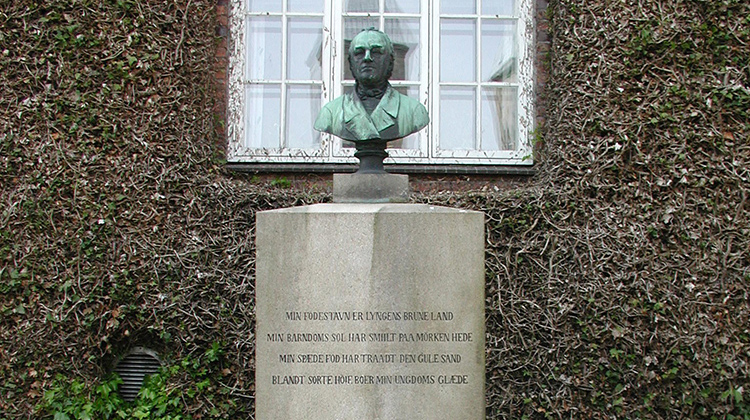 MIN FØDESTAVN ER LYNGENS BRUNE LAND
MIN BARNDOMS SOL HAR SMILT PAA MØRKEN HEDE
MIN SPÆDE FOD HAR TRAADT DEN GULE SAND
BLANDT SORTE HØIE BOER MIN UNGDOMS GLÆDE